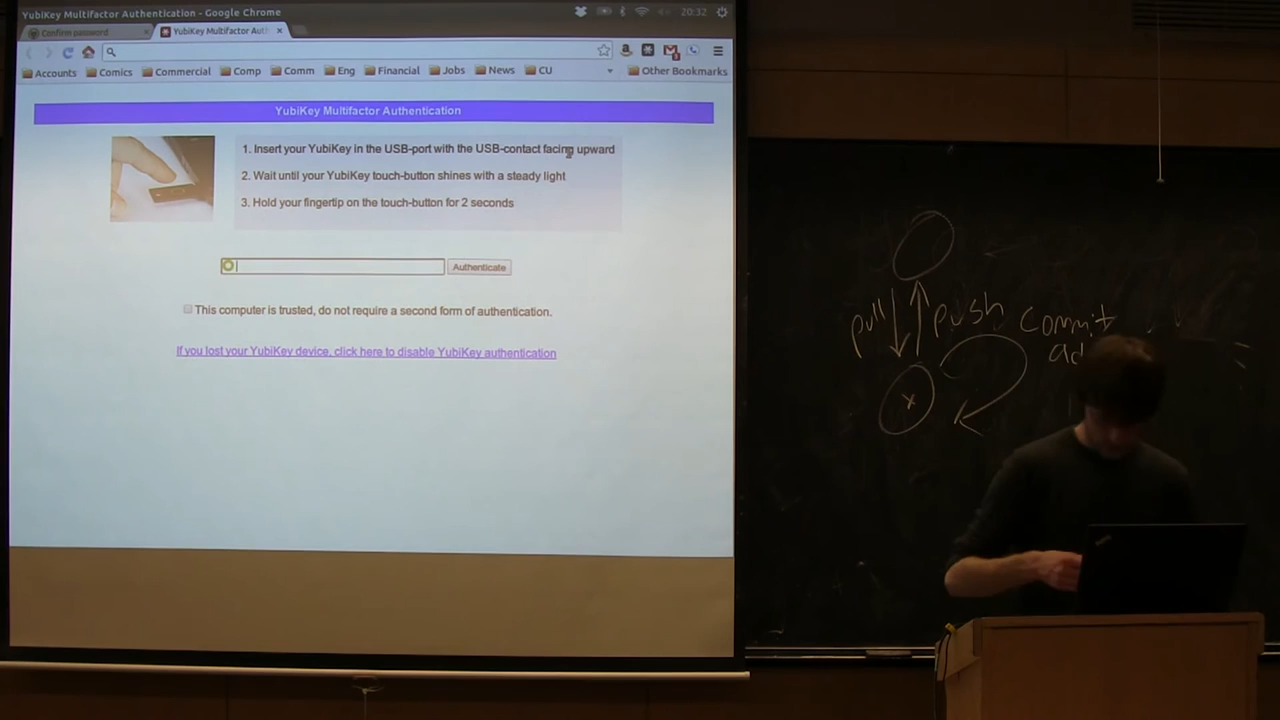 YubiKey Multifactor Authentication - Google Chrome
20:32
Confirm password
YubiKey Multifactor Auth
Accounts Comics Commercial Comp Comm Eng Financial Jobs News CU Other Bookmarks
YubiKey Multifactor Authentication
1. Insert your YubiKey in the USB-port with the USB-contact facing upward
2. Wait until your YubiKey touch-button shines with a steady light
3. Hold your fingertip on the touch-button for 2 seconds
Authenticate
This computer is trusted, do not require a second form of authentication.
If you lost your YubiKey device, click here to disable YubiKey authentication
pull push commit
ad
x